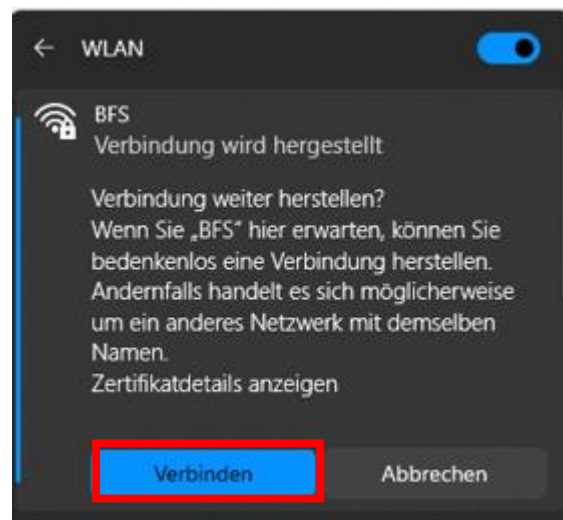 WLAN
BFS
Verbindung wird hergestellt
Verbindung weiter herstellen?
Wenn Sie „BFS“ hier erwarten, können Sie
bedenkenlos eine Verbindung herstellen.
Andernfalls handelt es sich möglicherweise
um ein anderes Netzwerk mit demselben
Namen.
Zertifikatdetails anzeigen
Verbinden Abbrechen